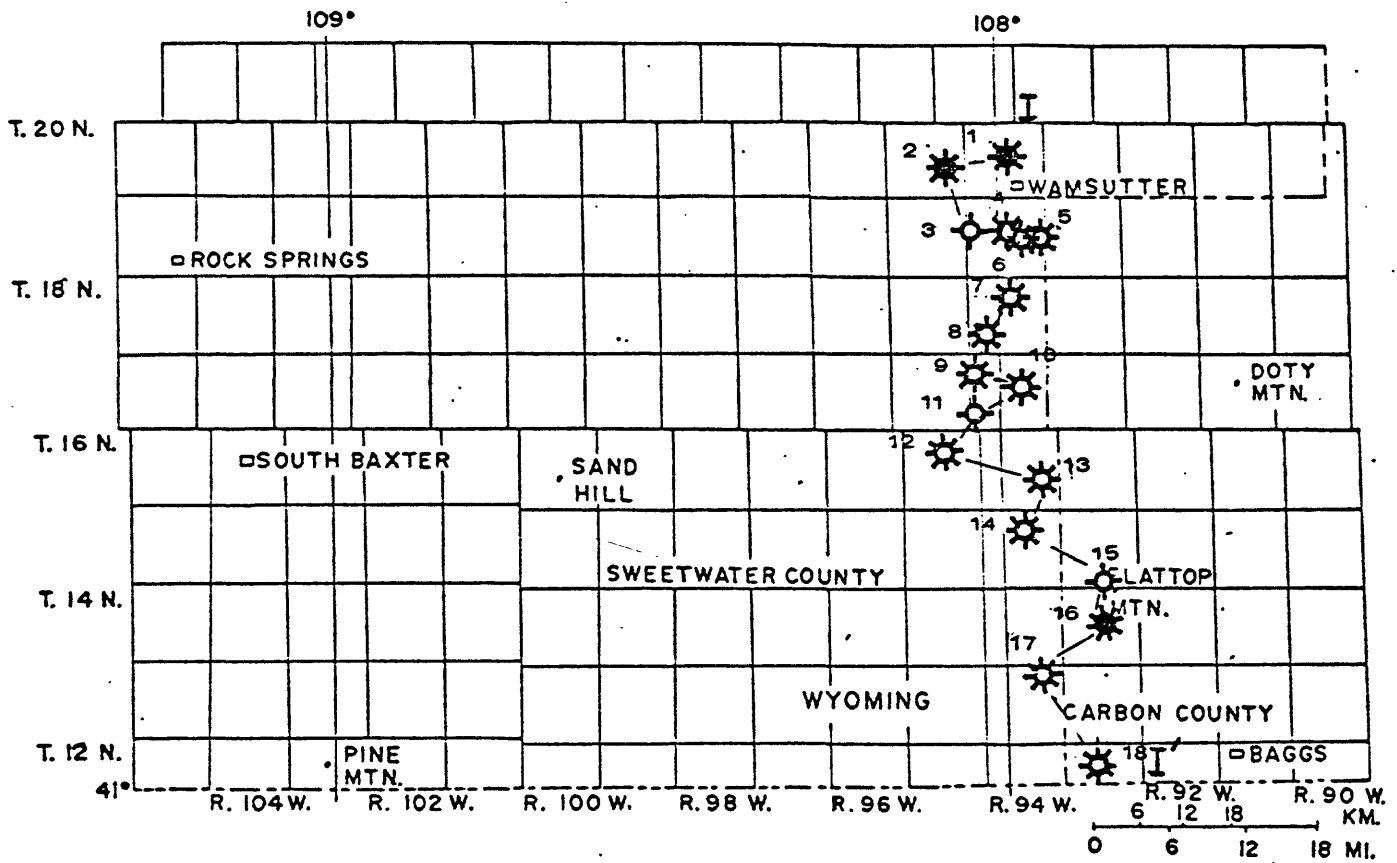 109° 108°
I
T. 20 N.
2 1
WAMSUTTER
3 4 5
ROCK SPRINGS
6
T. 18 N. 7
8
9 10
DOTY
MTN.
11
T. 16 N. 12
SOUTH BAXTER SAND
HILL
13
14
15
SWEETWATER COUNTY FLATTOP
T. 14 N. 16 MTN.
17
WYOMING
CARBON COUNTY
T. 12 N. PINE
MTN.
18 I' BAGGS
41°
R. 104 W. R. 102 W. R. 100 W. R. 98 W. R. 96 W. R. 94 W. R. 92 W. R. 90 W.
6 12 18 KM.
0 6 12 18 MI.